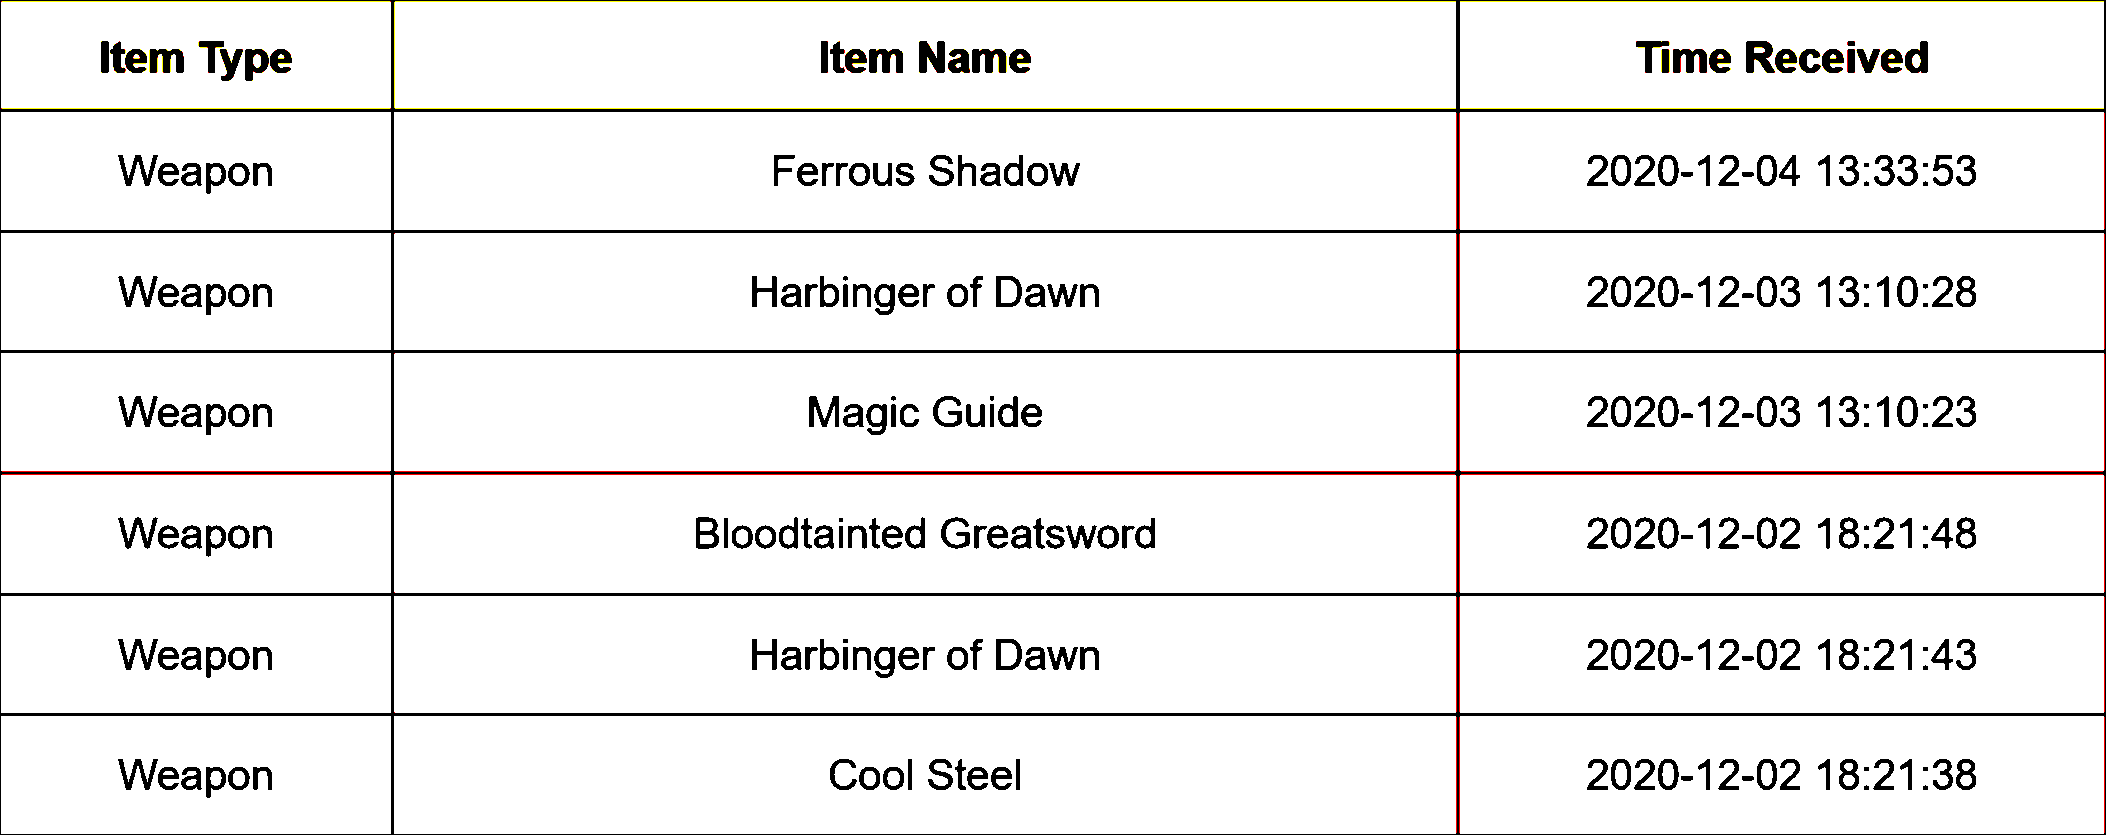 Item Type Item Name Time Received
Weapon Ferrous Shadow 2020-12-04 13:33:53
Weapon Harbinger of Dawn 2020-12-03 13:10:28
Weapon Magic Guide 2020-12-03 13:10:23
Weapon Bloodtainted Greatsword 2020-12-02 18:21:48
Weapon Harbinger of Dawn 2020-12-02 18:21:43
Weapon Cool Steel 2020-12-02 18:21:38